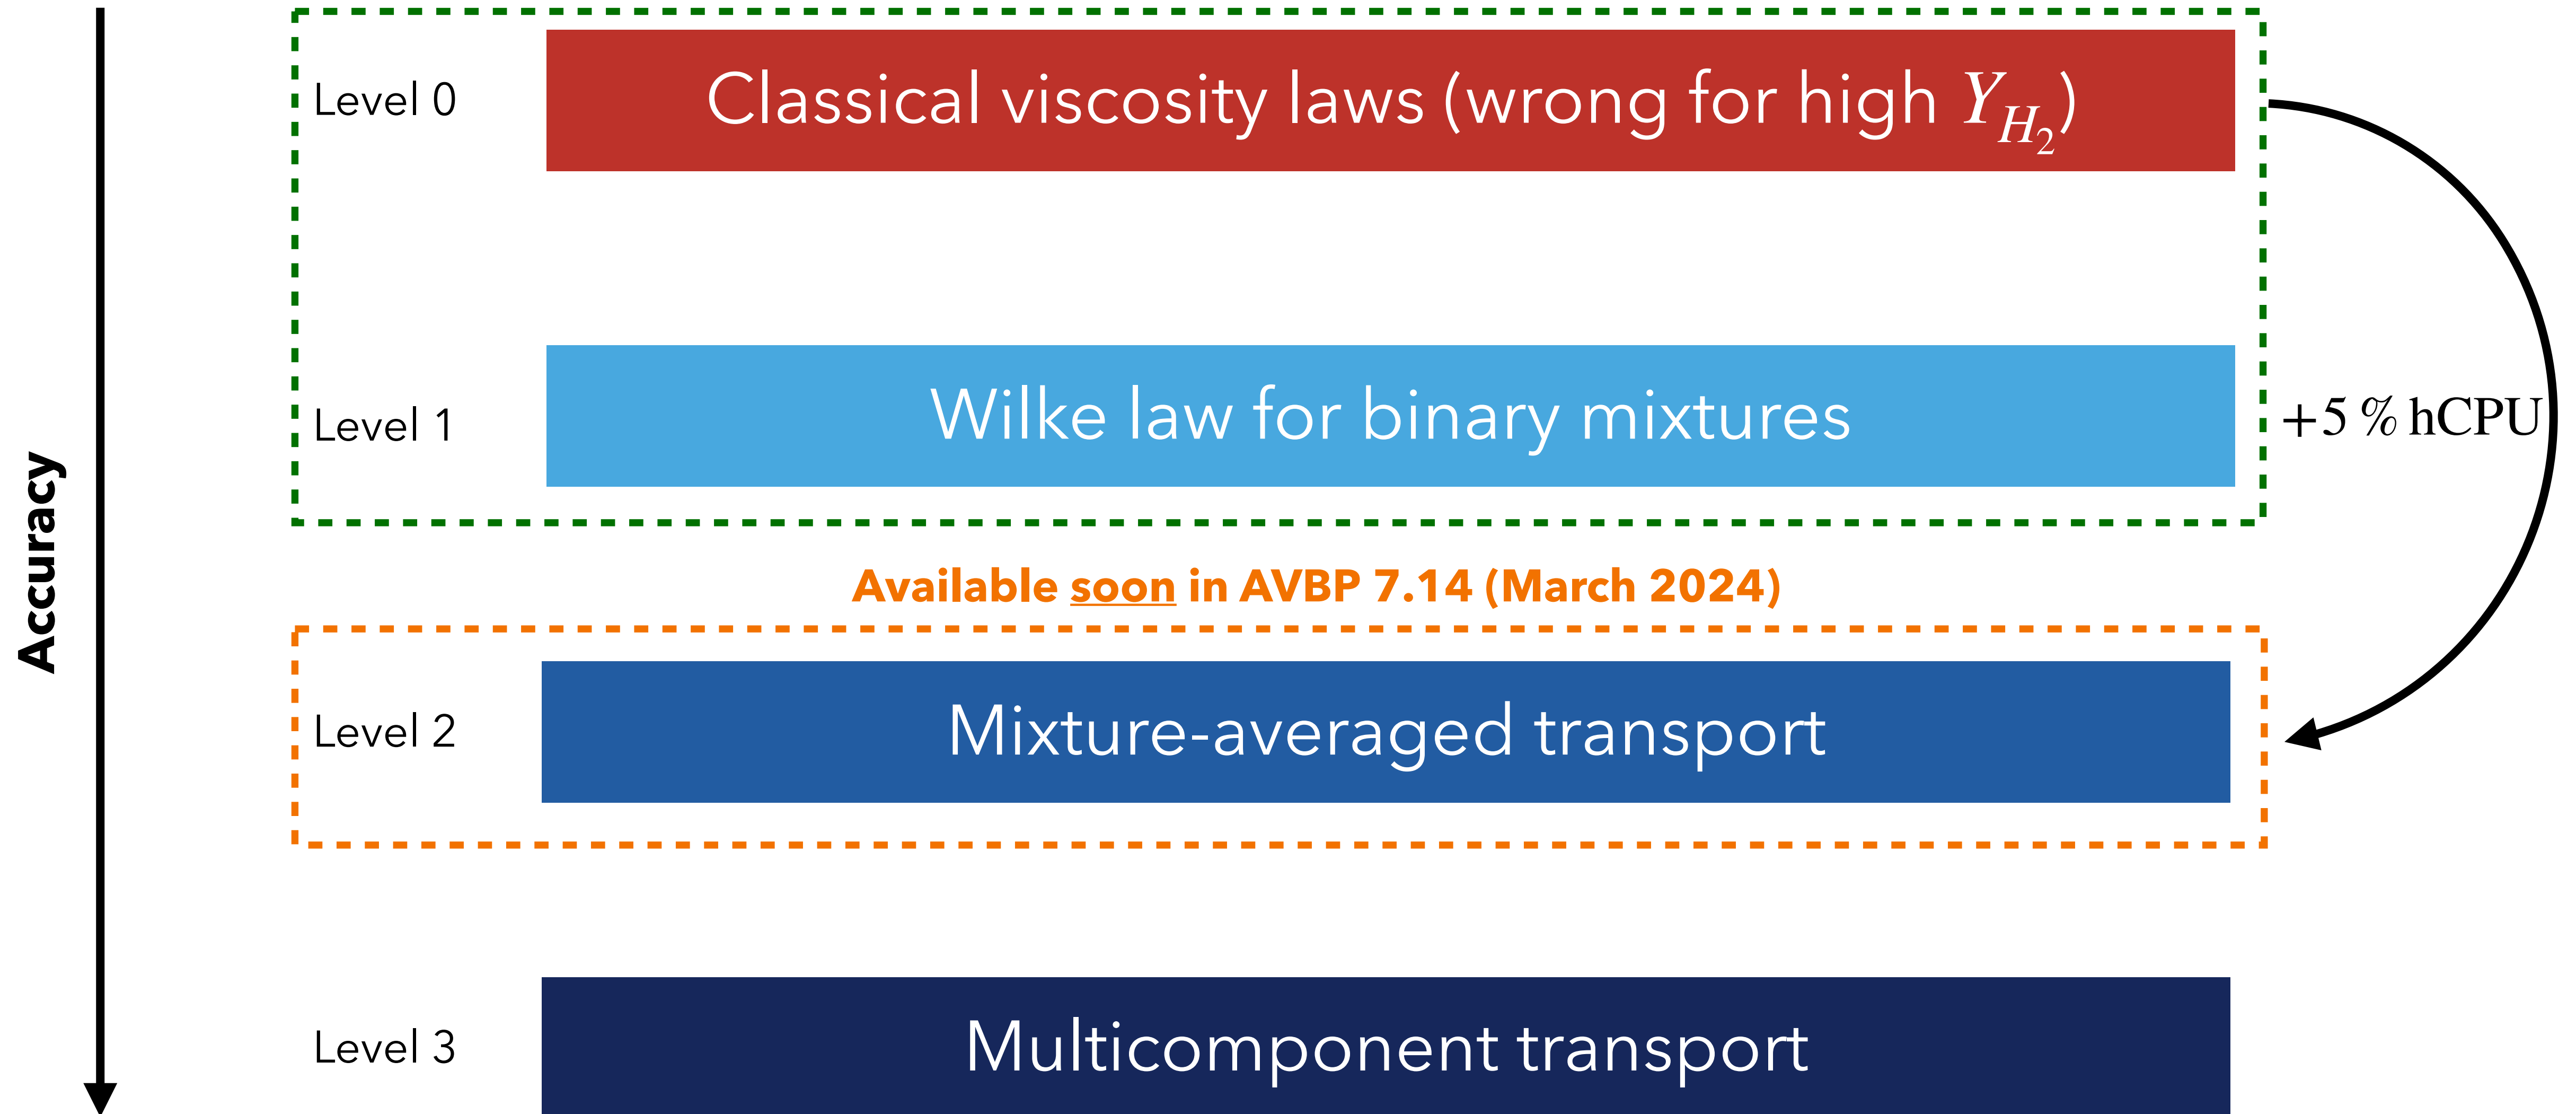 Level 0
Classical viscosity laws (wrong for high $Y_{H_2}$)
Level 1
Wilke law for binary mixtures
+5 % hCPU
Accuracy
Available soon in AVBP 7.14 (March 2024)
Level 2
Mixture-averaged transport
Level 3
Multicomponent transport